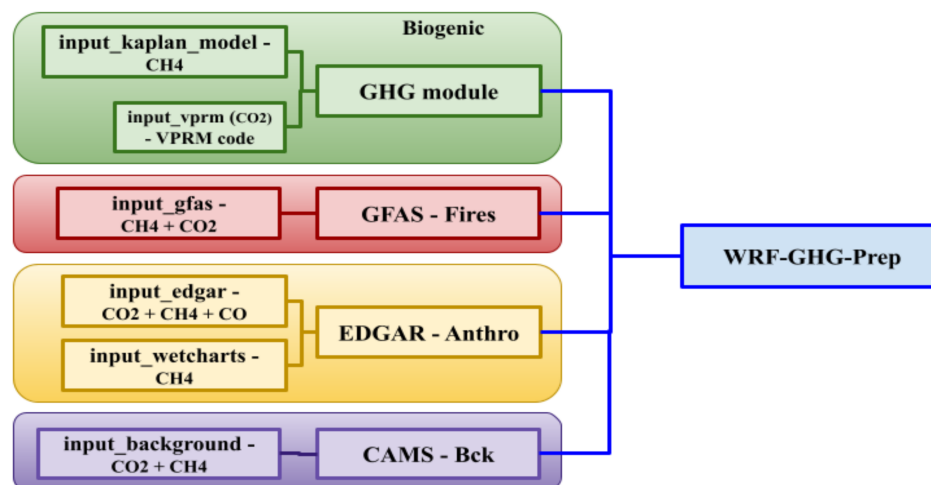 Biogenic
input_kaplan_model -
CH4
GHG module
input_vprm (CO2)
- VPRM code
input_gfas -
CH4 + CO2
GFAS - Fires
WRF-GHG-Prep
input_edgar -
CO2 + CH4 + CO
EDGAR - Anthro
input_wetcharts -
CH4
input_background -
CO2 + CH4
CAMS - Bck